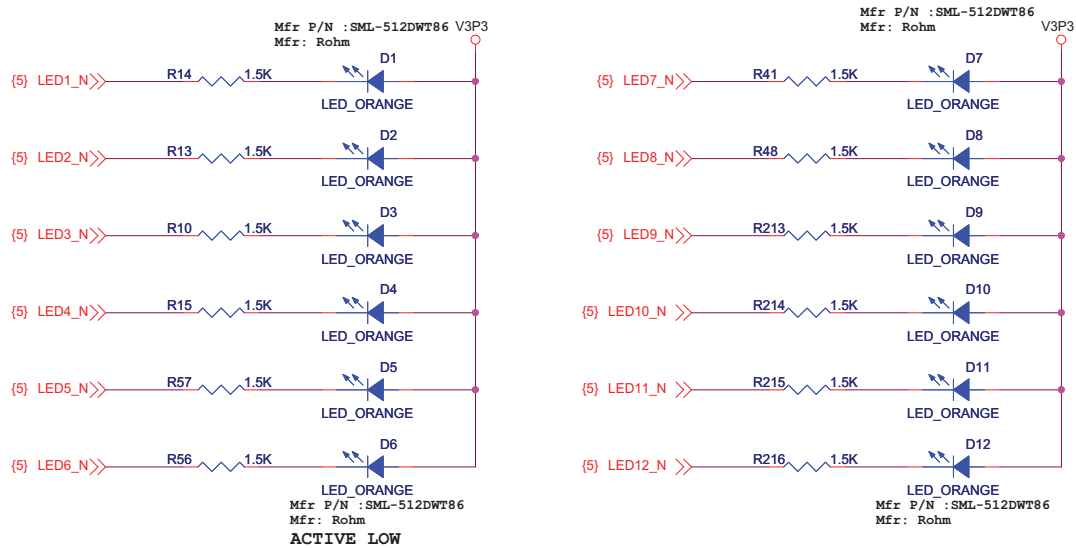 Mfr P/N :SML-512DWT86 V3P3
Mfr: Rohm
D1
{5} LED1_N R14 1.5K
LED_ORANGE
D2
{5} LED2_N R13 1.5K
LED_ORANGE
D3
{5} LED3_N R10 1.5K
LED_ORANGE
D4
{5} LED4_N R15 1.5K
LED_ORANGE
D5
{5} LED5_N R57 1.5K
LED_ORANGE
D6
{5} LED6_N R56 1.5K
LED_ORANGE
Mfr P/N :SML-512DWT86
Mfr: Rohm
ACTIVE LOW
Mfr P/N :SML-512DWT86
Mfr: Rohm V3P3
D7
{5} LED7_N R41 1.5K
LED_ORANGE
D8
{5} LED8_N R48 1.5K
LED_ORANGE
D9
{5} LED9_N R213 1.5K
LED_ORANGE
D10
{5} LED10_N R214 1.5K
LED_ORANGE
D11
{5} LED11_N R215 1.5K
LED_ORANGE
D12
{5} LED12_N R216 1.5K
LED_ORANGE
Mfr P/N :SML-512DWT86
Mfr: Rohm